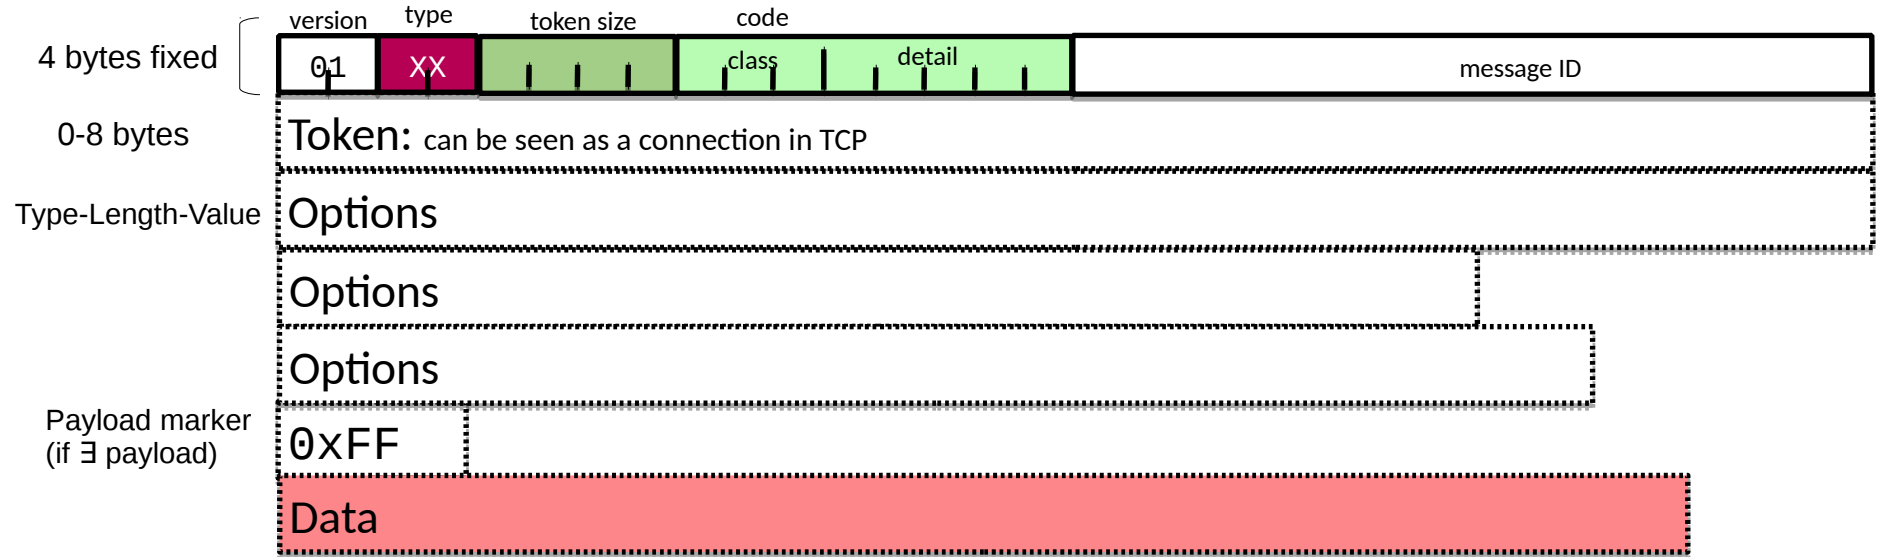 version type token size code
4 bytes fixed 01 XX class detail message ID
0-8 bytes Token: can be seen as a connection in TCP
Type-Length-Value Options
Options
Options
Payload marker
(if ∃ payload) 0xFF
Data